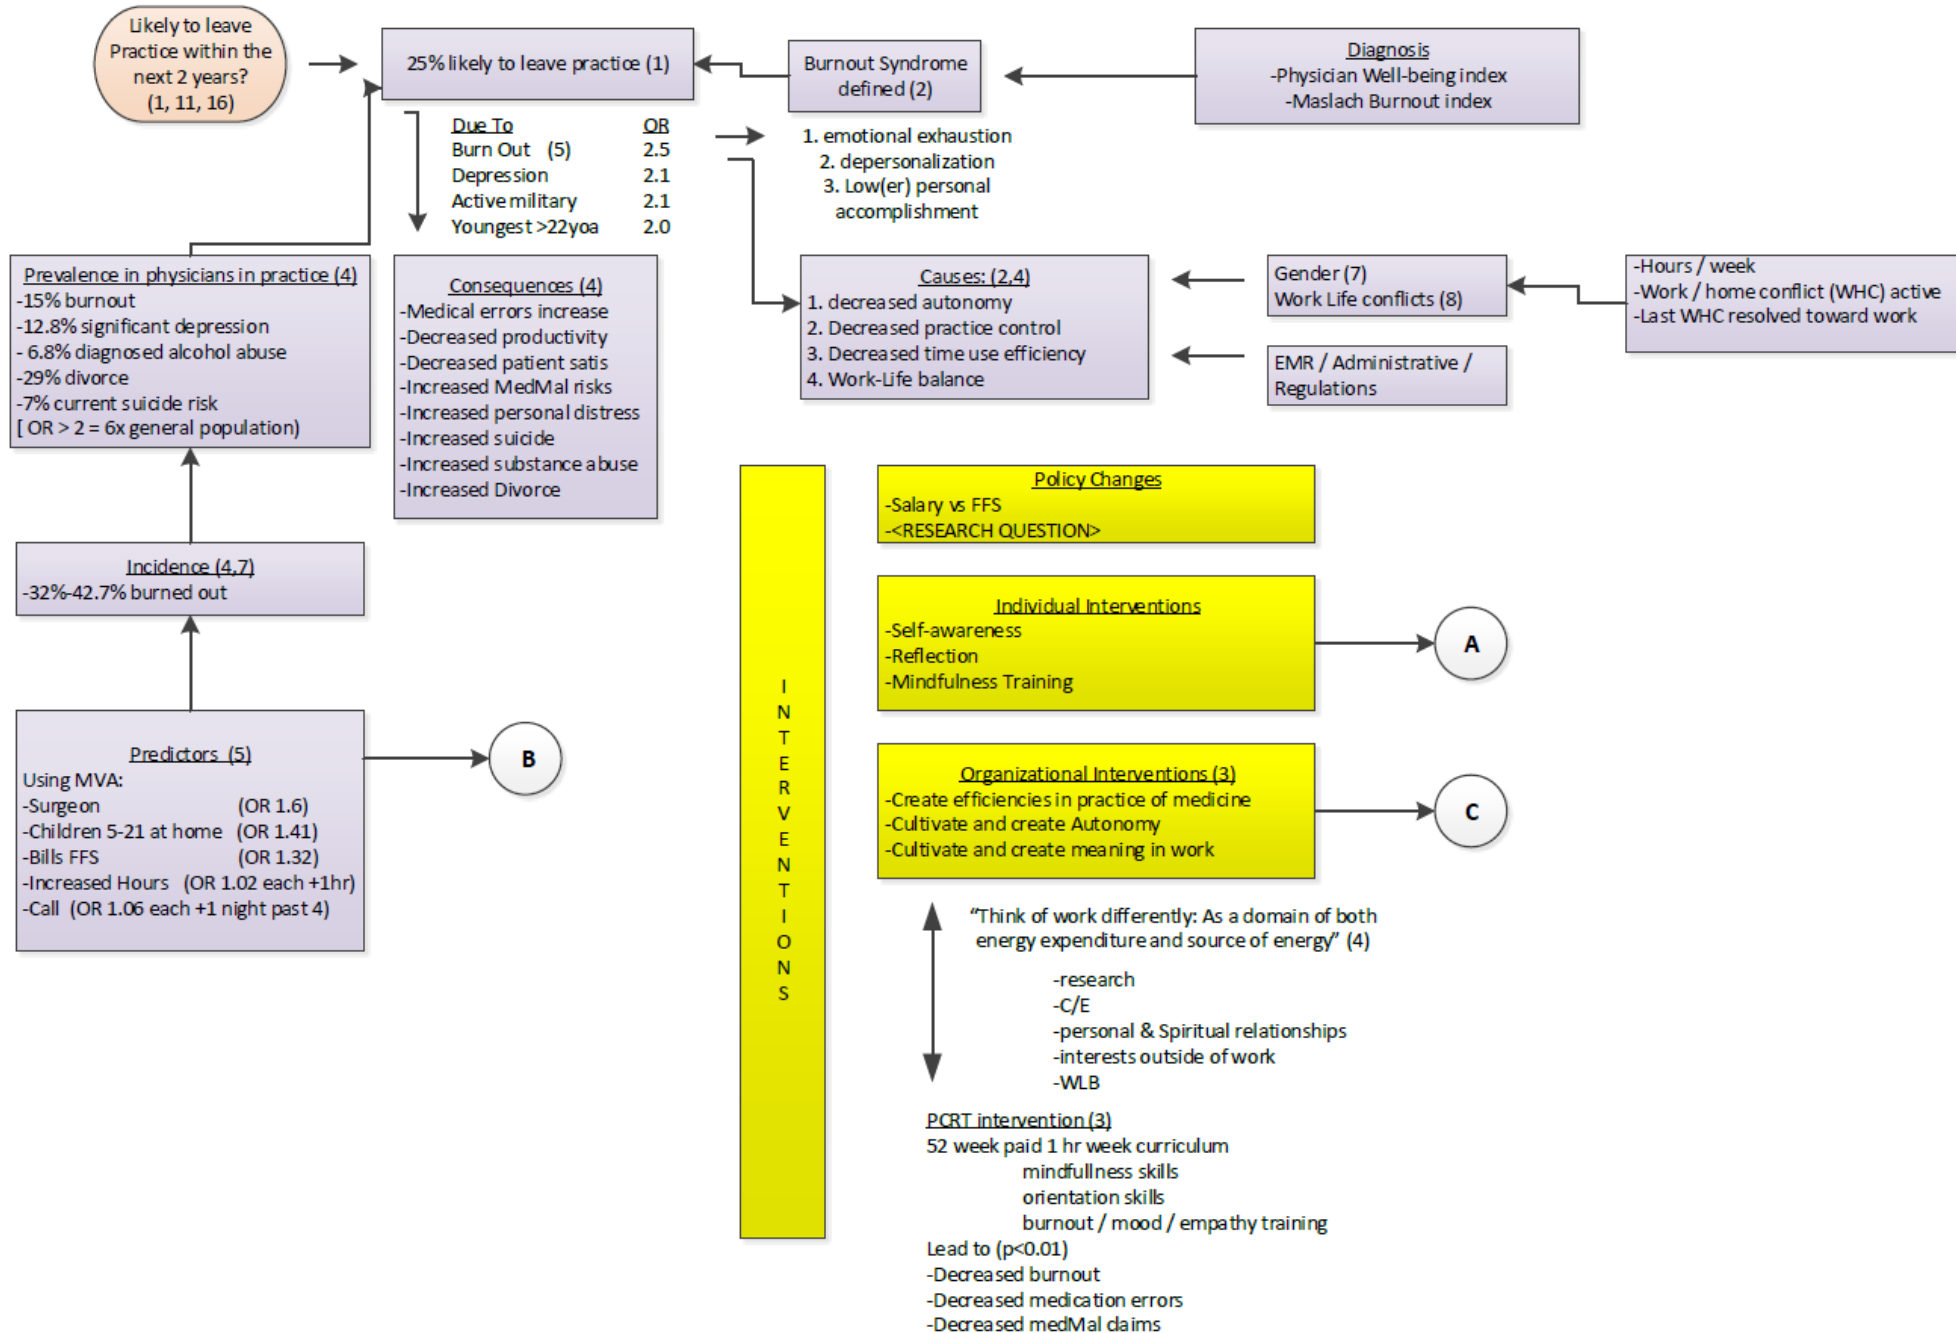 Likely to leave
Practice within the
next 2 years?
(1, 11, 16)
25% likely to leave practice (1)
Burnout Syndrome
defined (2)
Diagnosis
-Physician Well-being index
-Maslach Burnout index
Due To OR
Burn Out (5) 2.5
Depression 2.1
Active military 2.1
Youngest >22yoa 2.0
1. emotional exhaustion
2. depersonalization
3. Low(er) personal
accomplishment
Prevalence in physicians in practice (4)
-15% burnout
-12.8% significant depression
- 6.8% diagnosed alcohol abuse
-29% divorce
-7% current suicide risk
[ OR > 2 = 6x general population)
Consequences (4)
-Medical errors increase
-Decreased productivity
-Decreased patient satis
-Increased MedMal risks
-Increased personal distress
-Increased suicide
-Increased substance abuse
-Increased Divorce
Causes: (2,4)
1. decreased autonomy
2. Decreased practice control
3. Decreased time use efficiency
4. Work-Life balance
Gender (7)
Work Life conflicts (8)
-Hours / week
-Work / home conflict (WHC) active
-Last WHC resolved toward work
EMR / Administrative /
Regulations
Incidence (4,7)
-32%-42.7% burned out
Predictors (5)
Using MVA:
-Surgeon (OR 1.6)
-Children 5-21 at home (OR 1.41)
-Bills FFS (OR 1.32)
-Increased Hours (OR 1.02 each +1hr)
-Call (OR 1.06 each +1 night past 4)
B
INTERVENTIONS
Policy Changes
-Salary vs FFS
-<RESEARCH QUESTION>
Individual Interventions
-Self-awareness
-Reflection
-Mindfulness Training
A
Organizational Interventions (3)
-Create efficiencies in practice of medicine
-Cultivate and create Autonomy
-Cultivate and create meaning in work
C
"Think of work differently: As a domain of both
energy expenditure and source of energy" (4)
-research
-C/E
-personal & Spiritual relationships
-interests outside of work
-WLB
PCRT intervention (3)
52 week paid 1 hr week curriculum
mindfullness skills
orientation skills
burnout / mood / empathy training
Lead to (p<0.01)
-Decreased burnout
-Decreased medication errors
-Decreased medMal claims